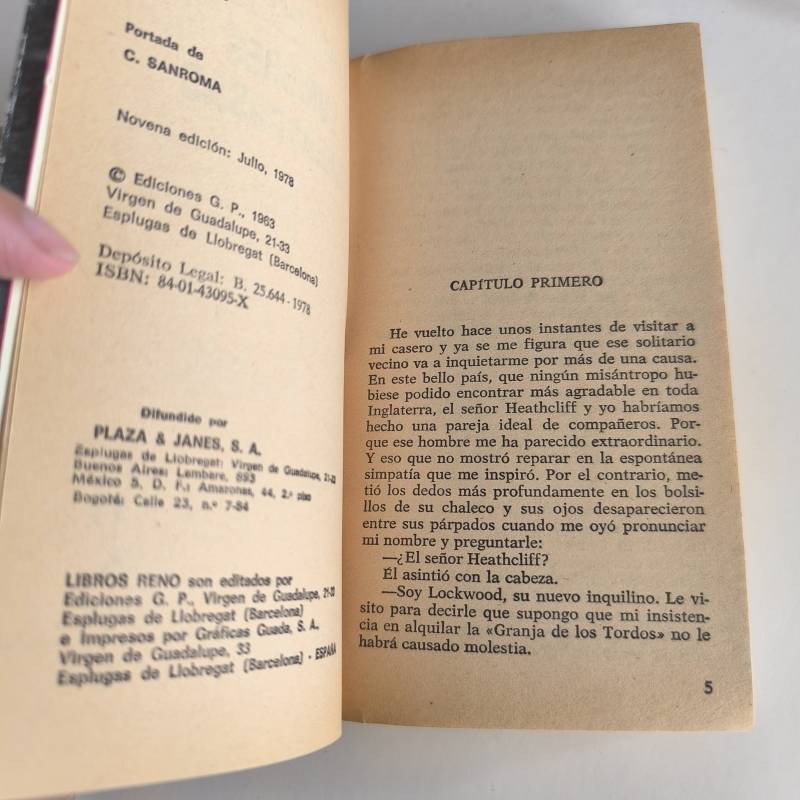 Portada de
C. SANROMA
Novena edición: Julio, 1978
© Ediciones G. P., 1963
Virgen de Guadalupe, 21-33
Esplugas de Llobregat (Barcelona)
Depósito Legal: B. 25.644 - 1978
ISBN: 84-01-43095-X
Difundido por
PLAZA & JANES, S. A.
Esplugas de Llobregat: Virgen de Guadalupe, 21-33
Buenos Aires: Lambare, 893
México 5, D. F.: Amazonas, 44, 2.º piso
Bogotá: Calle 23, n.º 7-84
LIBROS RENO son editados por
Ediciones G. P., Virgen de Guadalupe, 21-33
Esplugas de Llobregat (Barcelona)
e impresos por Gráficas Guada, S. A.
Virgen de Guadalupe, 33
Esplugas de Llobregat (Barcelona) - ESPAÑA
CAPÍTULO PRIMERO
He vuelto hace unos instantes de visitar a
mi casero y ya se me figura que ese solitario
vecino va a inquietarme por más de una causa.
En este bello país, que ningún misántropo hu-
biese podido encontrar más agradable en toda
Inglaterra, el señor Heathcliff y yo habríamos
hecho una pareja ideal de compañeros. Por-
que ese hombre me ha parecido extraordinario.
Y eso que no mostró reparar en la espontánea
simpatía que me inspiró. Por el contrario, me-
tió los dedos más profundamente en los bolsi-
llos de su chaleco y sus ojos desaparecieron
entre sus párpados cuando me oyó pronunciar
mi nombre y preguntarle:
—¿El señor Heathcliff?
Él asintió con la cabeza.
—Soy Lockwood, su nuevo inquilino. Le vi-
sito para decirle que supongo que mi insisten-
cia en alquilar la «Granja de los Tordos» no le
habrá causado molestia.
5